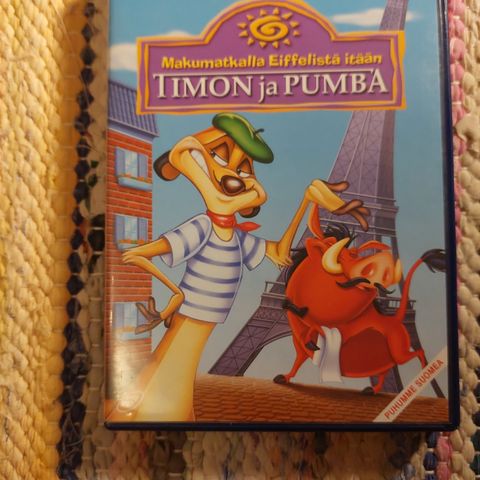 Makumatkalla Eiffelistä itään
TIMON ja PUMBA
PUHUMME SUOMEA